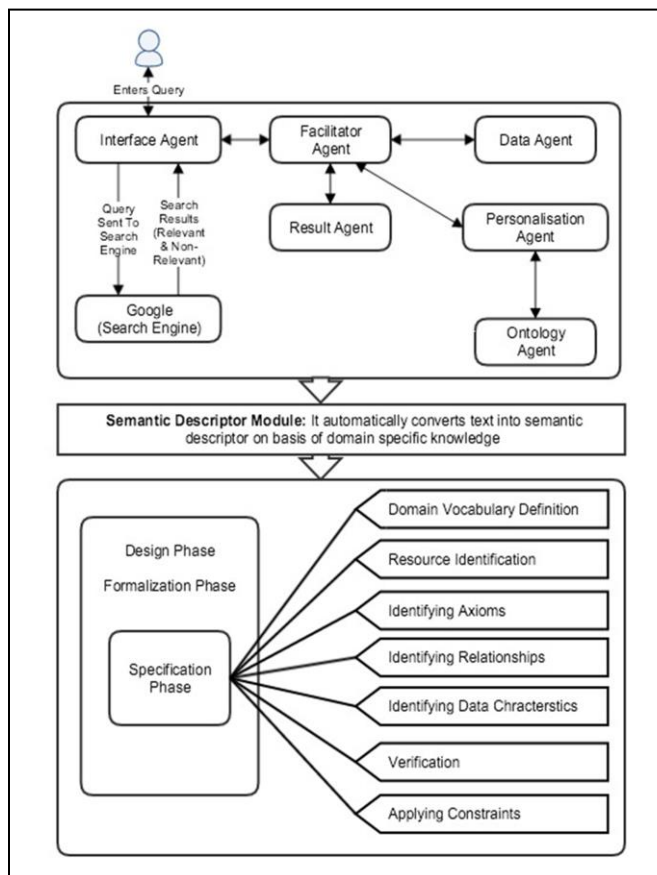 Enters Query
Interface Agent
Facilitator
Agent
Data Agent
Query
Sent To
Search
Engine
Search
Results
(Relevant
& Non-
Relevant)
Result Agent
Personalisation
Agent
Google
(Search Engine)
Ontology
Agent
Semantic Descriptor Module: It automatically converts text into semantic
descriptor on basis of domain specific knowledge
Design Phase
Formalization Phase
Specification
Phase
Domain Vocabulary Definition
Resource Identification
Identifying Axioms
Identifying Relationships
Identifying Data Chracterstics
Verification
Applying Constraints